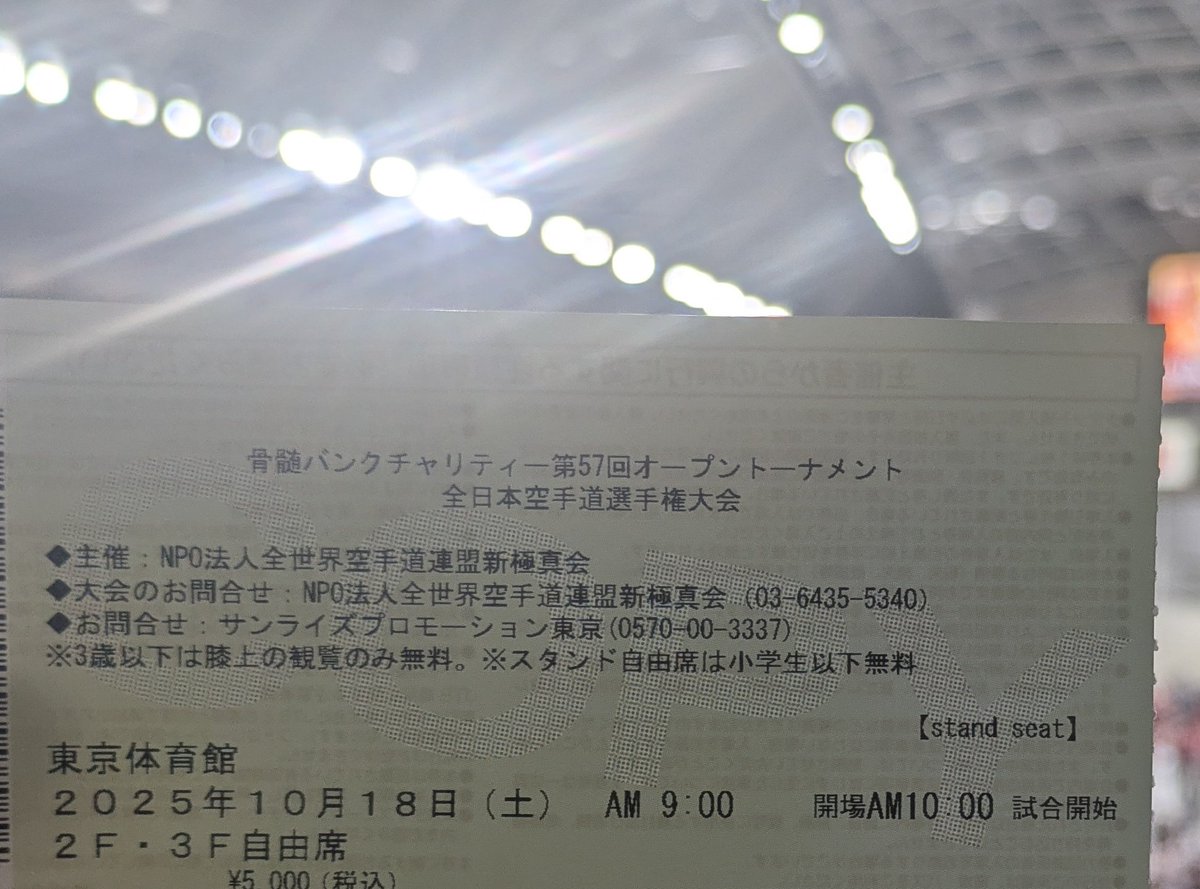 骨髄バンクチャリティー第57回オープントーナメント
全日本空手道選手権大会
◆主催：NPO法人全世界空手道連盟新極真会
◆大会のお問合せ：NPO法人全世界空手道連盟新極真会（03-6435-5340）
◆お問合せ：サンライズプロモーション東京(0570-00-3337)
※3歳以下は膝上の観覧のみ無料。※スタンド自由席は小学生以下無料
【stand seat】
東京体育館
２０２５年１０月１８日（土） AM 9:00 開場AM10:00 試合開始
２Ｆ・３Ｆ自由席
¥5,000(税込)
COPY